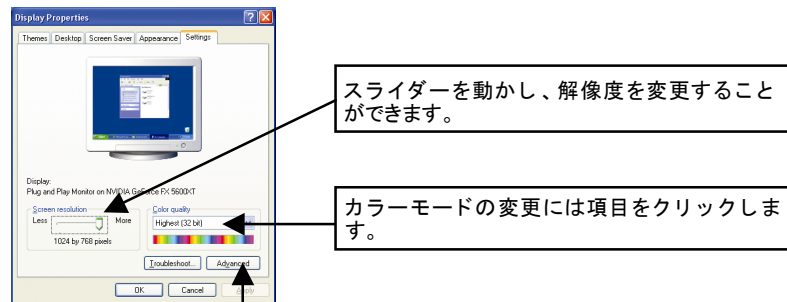 Display Properties
Themes Desktop Screen Saver Appearance Settings
スライダーを動かし、解像度を変更すること
ができます。
Display:
Plug and Play Monitor on NVIDIA GeForce FX 5600XT
Screen resolution
Less More
1024 by 768 pixels
Color quality
Highest (32 bit)
カラーモードの変更には項目をクリックしま
す。
Troubleshoot... Advanced
OK Cancel